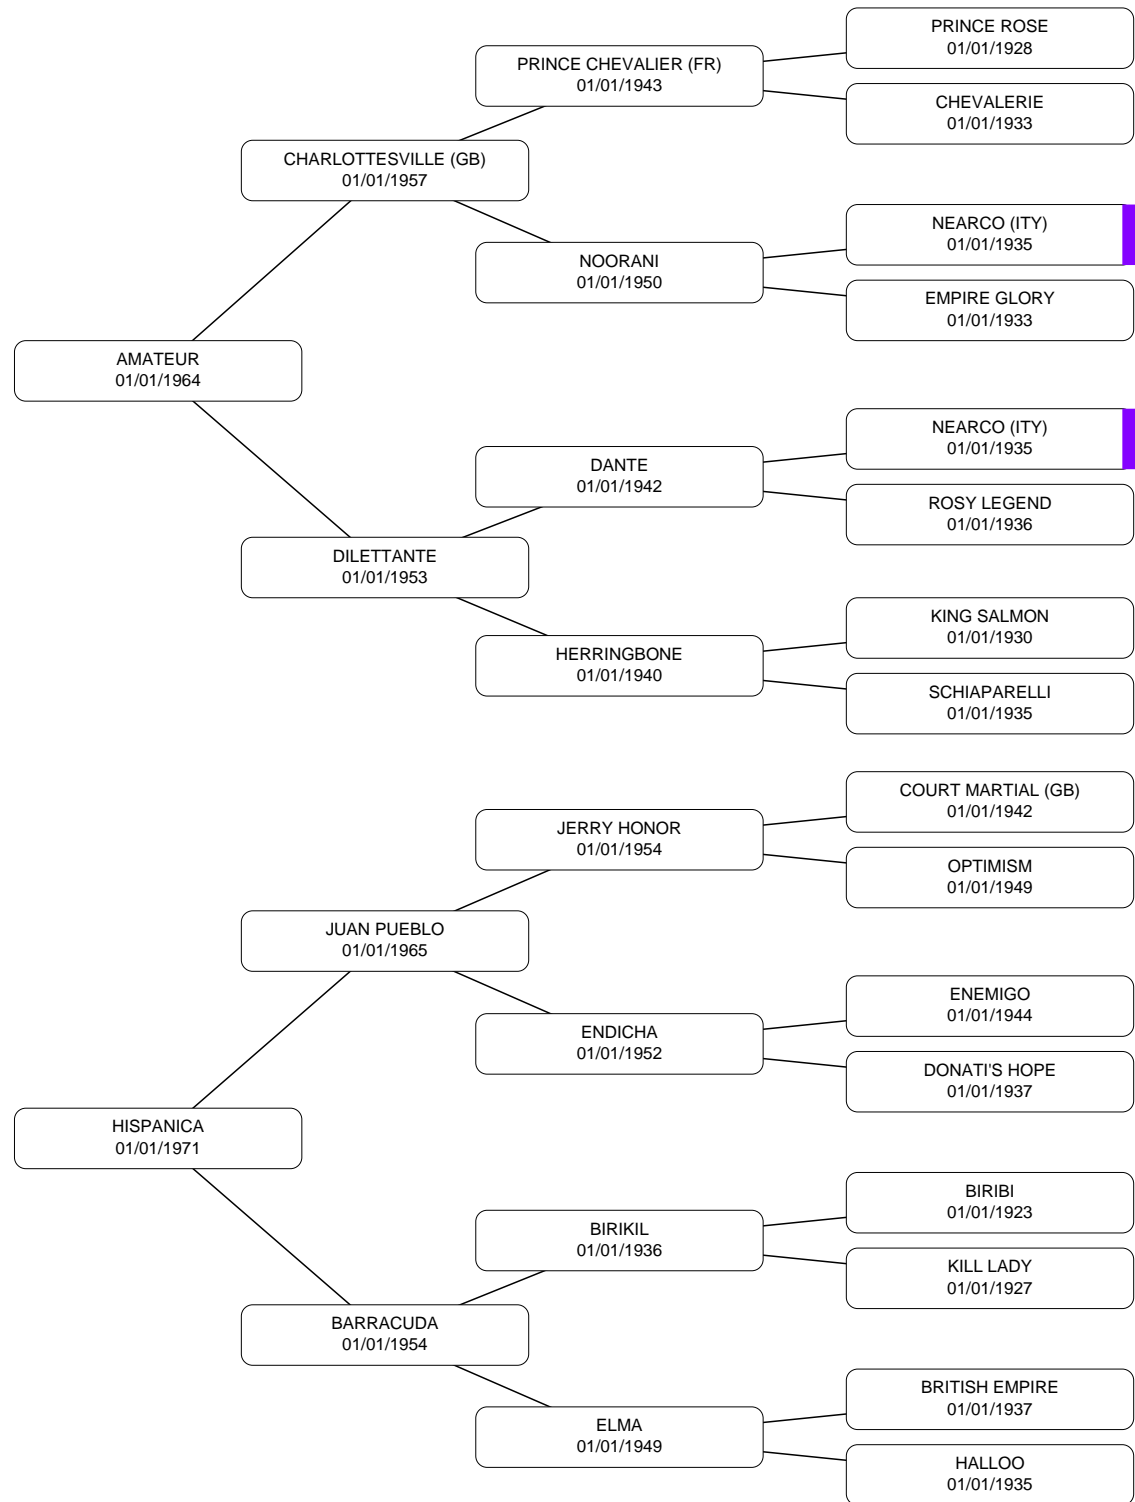 PRINCE ROSE
01/01/1928
PRINCE CHEVALIER (FR)
01/01/1943
CHEVALERIE
01/01/1933
CHARLOTTESVILLE (GB)
01/01/1957
NEARCO (ITY)
01/01/1935
NOORANI
01/01/1950
EMPIRE GLORY
01/01/1933
AMATEUR
01/01/1964
NEARCO (ITY)
01/01/1935
DANTE
01/01/1942
ROSY LEGEND
01/01/1936
DILETTANTE
01/01/1953
KING SALMON
01/01/1930
HERRINGBONE
01/01/1940
SCHIAPARELLI
01/01/1935
COURT MARTIAL (GB)
01/01/1942
JERRY HONOR
01/01/1954
OPTIMISM
01/01/1949
JUAN PUEBLO
01/01/1965
ENEMIGO
01/01/1944
ENDICHA
01/01/1952
DONATI'S HOPE
01/01/1937
HISPANICA
01/01/1971
BIRIBI
01/01/1923
BIRIKIL
01/01/1936
KILL LADY
01/01/1927
BARRACUDA
01/01/1954
BRITISH EMPIRE
01/01/1937
ELMA
01/01/1949
HALLOO
01/01/1935